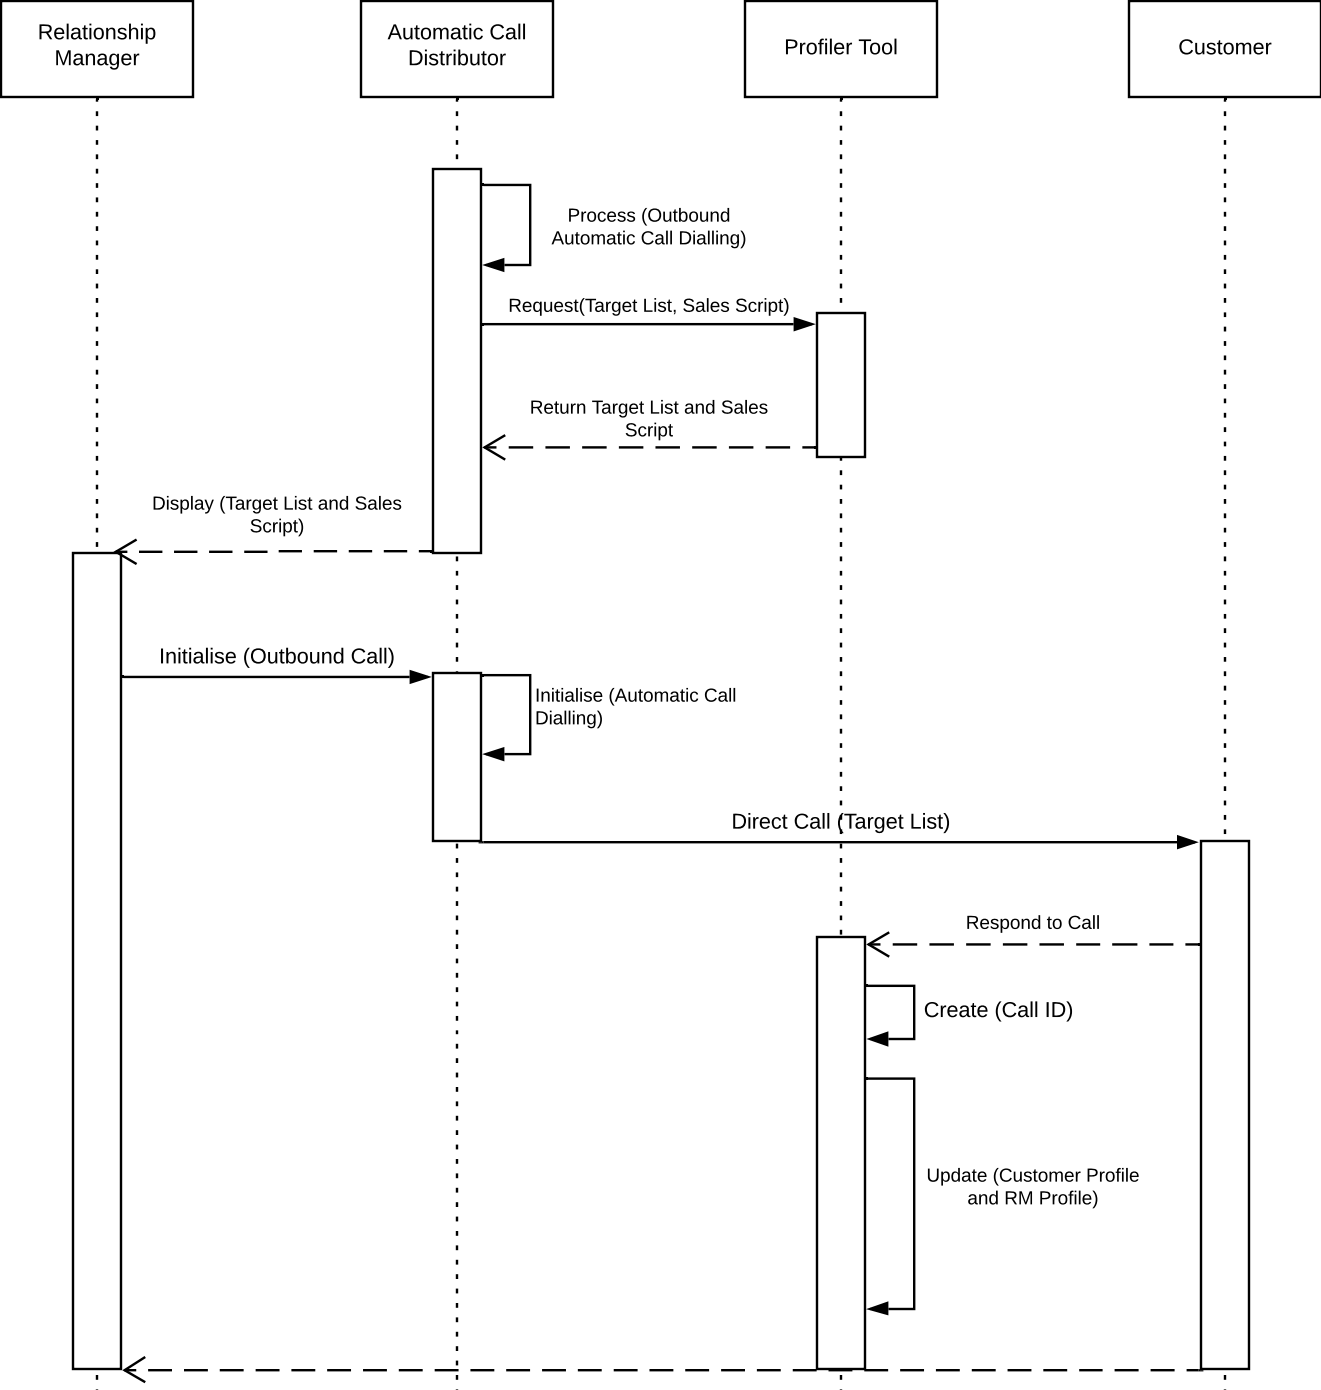 Relationship
Manager
Automatic Call
Distributor
Profiler Tool
Customer
Process (Outbound
Automatic Call Dialling)
Request(Target List, Sales Script)
Return Target List and Sales
Script
Display (Target List and Sales
Script)
Initialise (Outbound Call)
Initialise (Automatic Call
Dialling)
Direct Call (Target List)
Respond to Call
Create (Call ID)
Update (Customer Profile
and RM Profile)